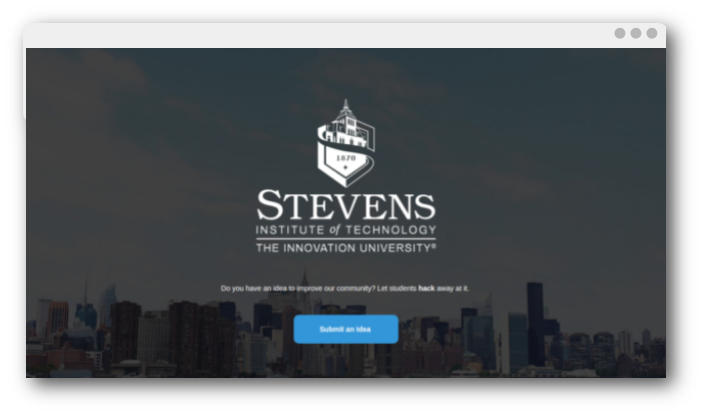 1870
STEVENS
INSTITUTE of TECHNOLOGY
THE INNOVATION UNIVERSITY®
Do you have an idea to improve our community? Let students hack away at it.
Submit an Idea